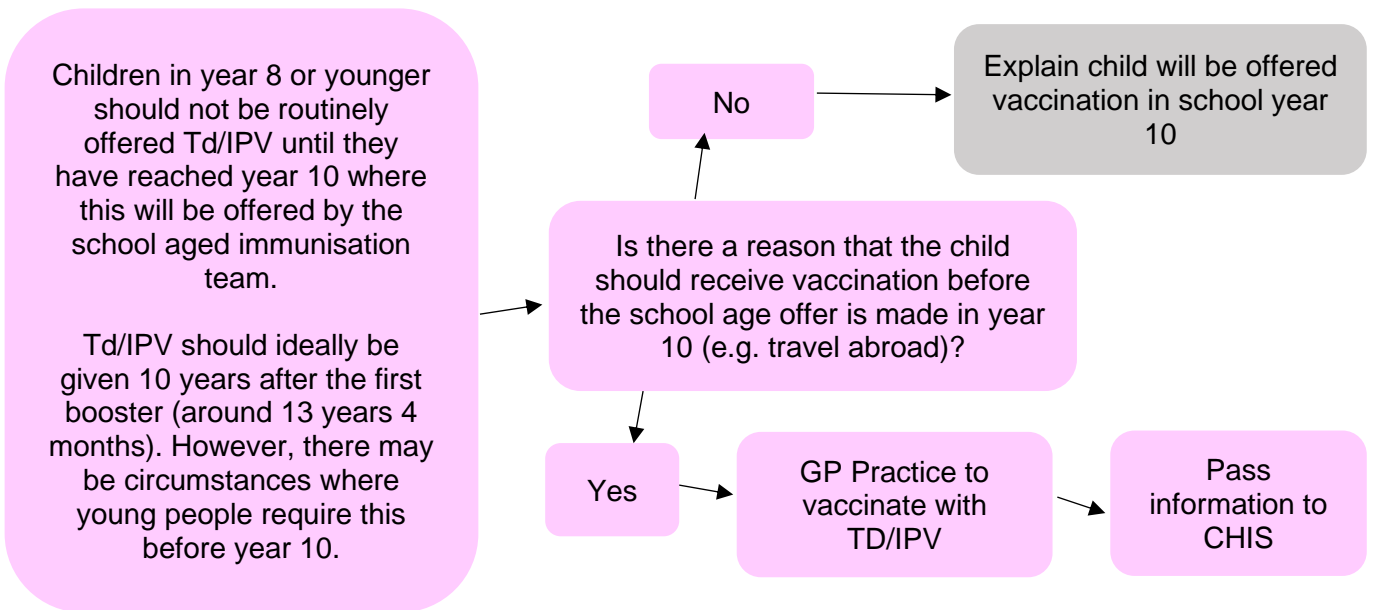 Children in year 8 or younger
should not be routinely
offered Td/IPV until they
have reached year 10 where
this will be offered by the
school aged immunisation
team.
Td/IPV should ideally be
given 10 years after the first
booster (around 13 years 4
months). However, there may
be circumstances where
young people require this
before year 10.
No
Explain child will be offered
vaccination in school year
10
Is there a reason that the child
should receive vaccination before
the school age offer is made in year
10 (e.g. travel abroad)?
Yes
GP Practice to
vaccinate with
TD/IPV
Pass
information to
CHIS